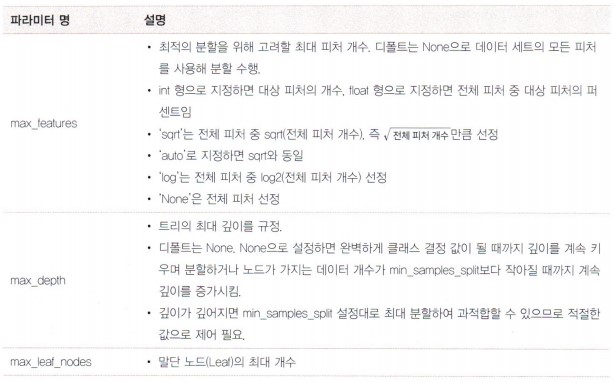 파라미터 명 설명
max_features
• 최적의 분할을 위해 고려할 최대 피처 개수. 디폴트는 None으로 데이터 세트의 모든 피처
를 사용해 분할 수행.
• int 형으로 지정하면 대상 피처의 개수, float 형으로 지정하면 전체 피처 중 대상 피처의 퍼
센트임
• 'sqrt'는 전체 피처 중 sqrt(전체 피처 개수), 즉 √전체 피처 개수 만큼 선정
• 'auto'로 지정하면 sqrt와 동일
• 'log'는 전체 피처 중 log2(전체 피처 개수) 선정
• 'None'은 전체 피처 선정
max_depth
• 트리의 최대 깊이를 규정.
• 디폴트는 None. None으로 설정하면 완벽하게 클래스 결정 값이 될 때까지 깊이를 계속 키
우며 분할하거나 노드가 가지는 데이터 개수가 min_samples_split보다 작아질 때까지 계속
깊이를 증가시킴.
• 깊이가 깊어지면 min_samples_split 설정대로 최대 분할하여 과적합할 수 있으므로 적절한
값으로 제어 필요.
max_leaf_nodes • 말단 노드(Leaf)의 최대 개수